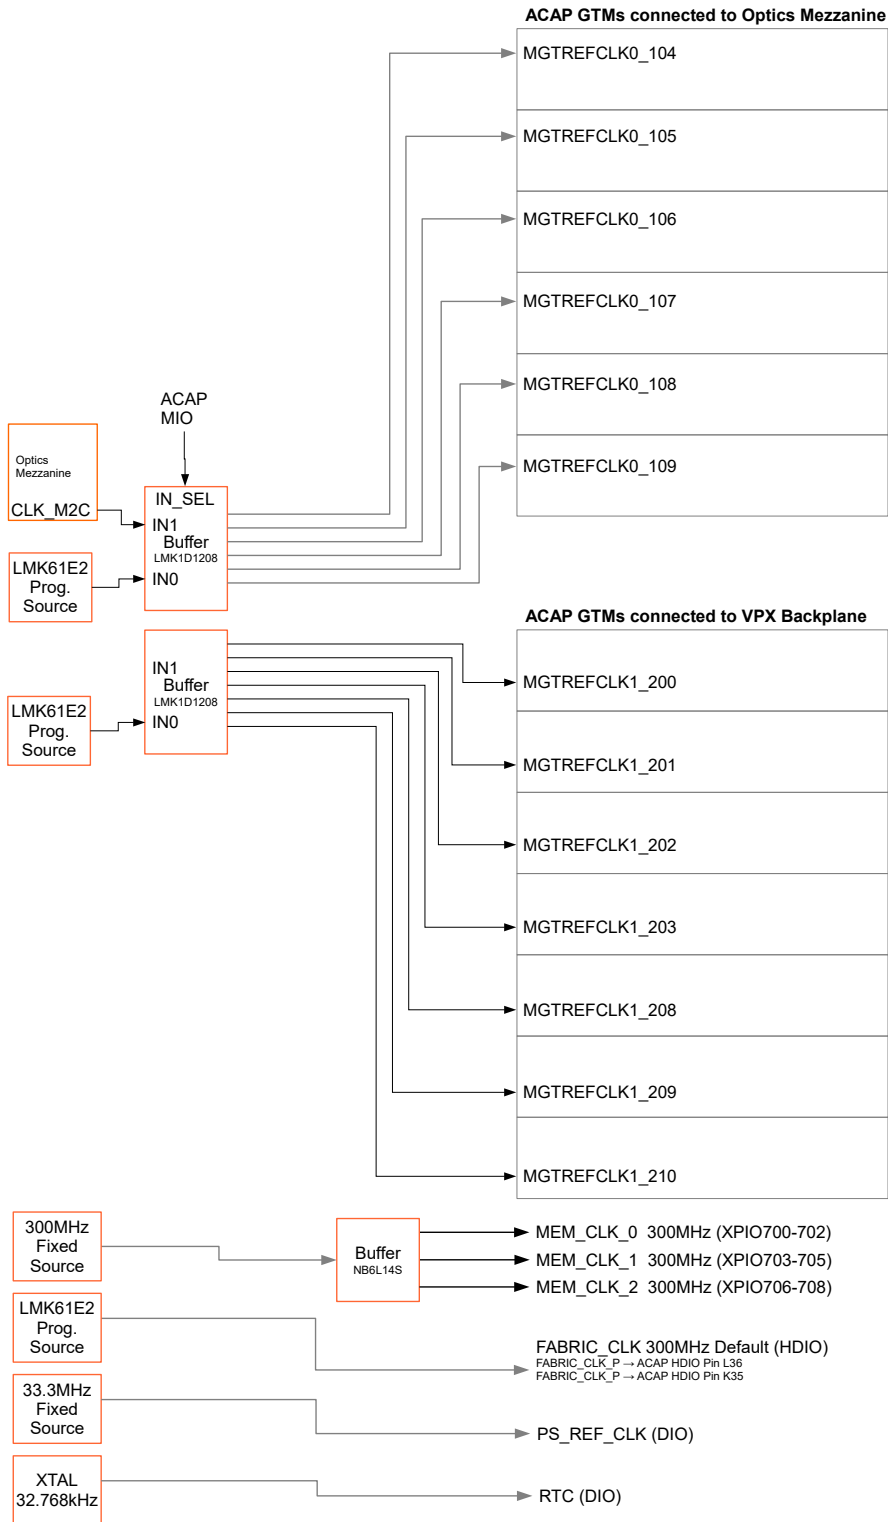 ACAP GTMs connected to Optics Mezzanine
MGTREFCLK0_104
MGTREFCLK0_105
MGTREFCLK0_106
MGTREFCLK0_107
MGTREFCLK0_108
MGTREFCLK0_109
ACAP
MIO
Optics
Mezzanine
CLK_M2C
IN_SEL
IN1
Buffer
LMK1D1208
IN0
LMK61E2
Prog.
Source
ACAP GTMs connected to VPX Backplane
IN1
Buffer
LMK1D1208
IN0
LMK61E2
Prog.
Source
MGTREFCLK1_200
MGTREFCLK1_201
MGTREFCLK1_202
MGTREFCLK1_203
MGTREFCLK1_208
MGTREFCLK1_209
MGTREFCLK1_210
300MHz
Fixed
Source
Buffer
NB6L14S
MEM_CLK_0 300MHz (XPIO700-702)
MEM_CLK_1 300MHz (XPIO703-705)
MEM_CLK_2 300MHz (XPIO706-708)
LMK61E2
Prog.
Source
FABRIC_CLK 300MHz Default (HDIO)
FABRIC_CLK_P → ACAP HDIO Pin L36
FABRIC_CLK_P → ACAP HDIO Pin K35
33.3MHz
Fixed
Source
PS_REF_CLK (DIO)
XTAL
32.768kHz
RTC (DIO)